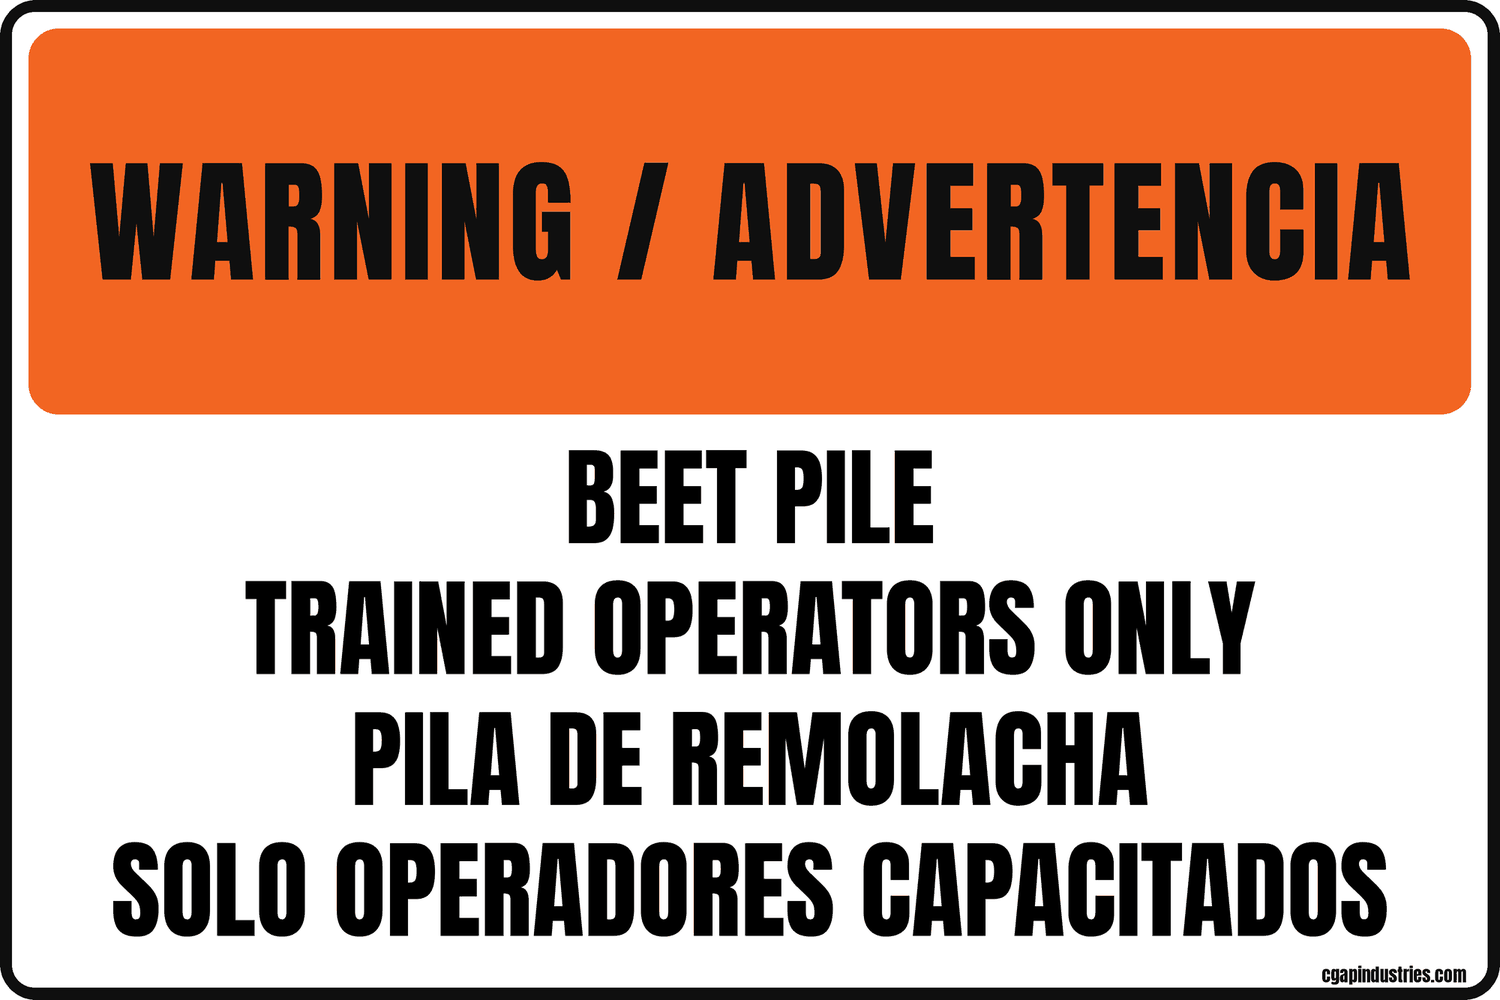 WARNING / ADVERTENCIA
BEET PILE
TRAINED OPERATORS ONLY
PILA DE REMOLACHA
SOLO OPERADORES CAPACITADOS
cgapindustries.com